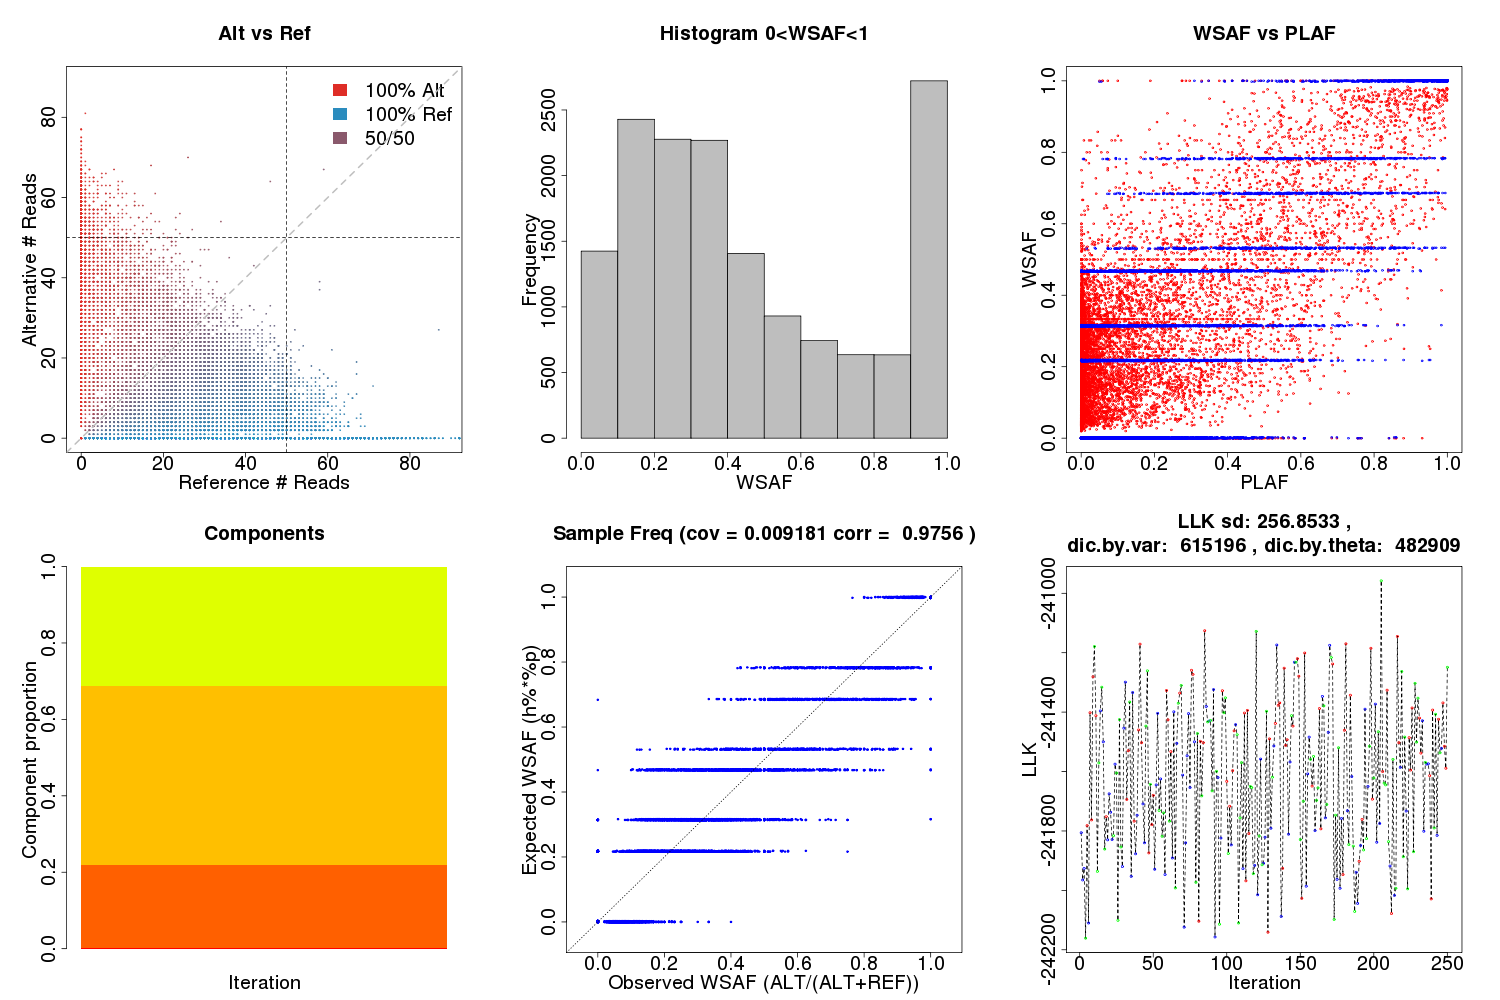 Alt vs Ref
100% Alt
100% Ref
50/50
Alternative # Reads
0 20 40 60 80
0 20 40 60 80
Reference # Reads
Histogram 0<WSAF<1
Frequency
0 500 1000 1500 2000 2500
0.0 0.2 0.4 0.6 0.8 1.0
WSAF
WSAF vs PLAF
WSAF
0.0 0.2 0.4 0.6 0.8 1.0
0.0 0.2 0.4 0.6 0.8 1.0
PLAF
Components
Component proportion
0.0 0.2 0.4 0.6 0.8 1.0
Iteration
Sample Freq (cov = 0.009181 corr = 0.9756 )
Expected WSAF (h%*%p)
0.0 0.2 0.4 0.6 0.8 1.0
0.0 0.2 0.4 0.6 0.8 1.0
Observed WSAF (ALT/(ALT+REF))
LLK sd: 256.8533 ,
dic.by.var: 615196 , dic.by.theta: 482909
LLK
-242200 -241800 -241400 -241000
0 50 100 150 200 250
Iteration